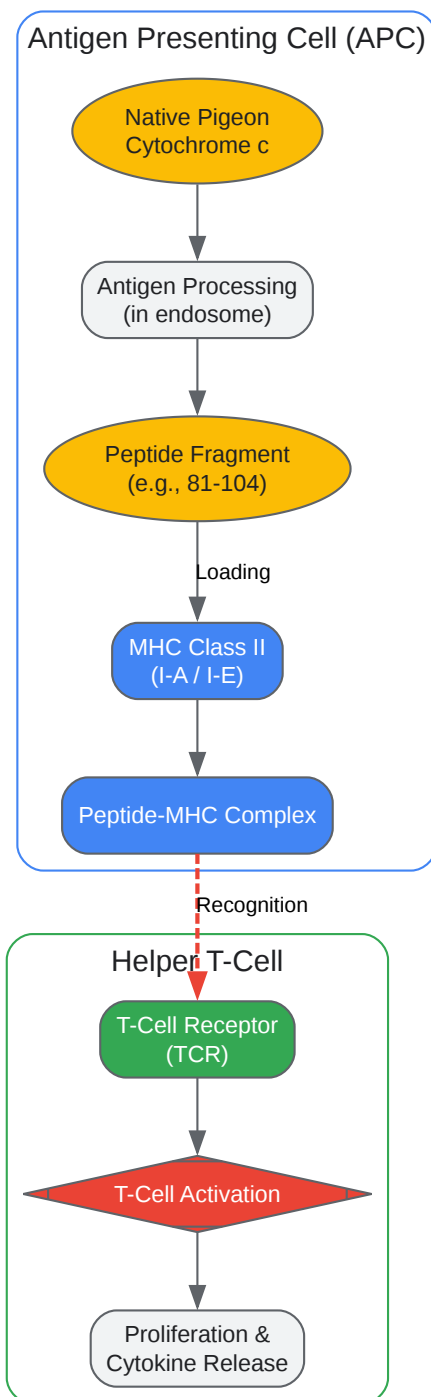 Antigen Presenting Cell (APC)
Native Pigeon
Cytochrome c
Antigen Processing
(in endosome)
Peptide Fragment
(e.g., 81-104)
Loading
MHC Class II
(I-A / I-E)
Peptide-MHC Complex
Recognition
Helper T-Cell
T-Cell Receptor
(TCR)
T-Cell Activation
Proliferation &
Cytokine Release